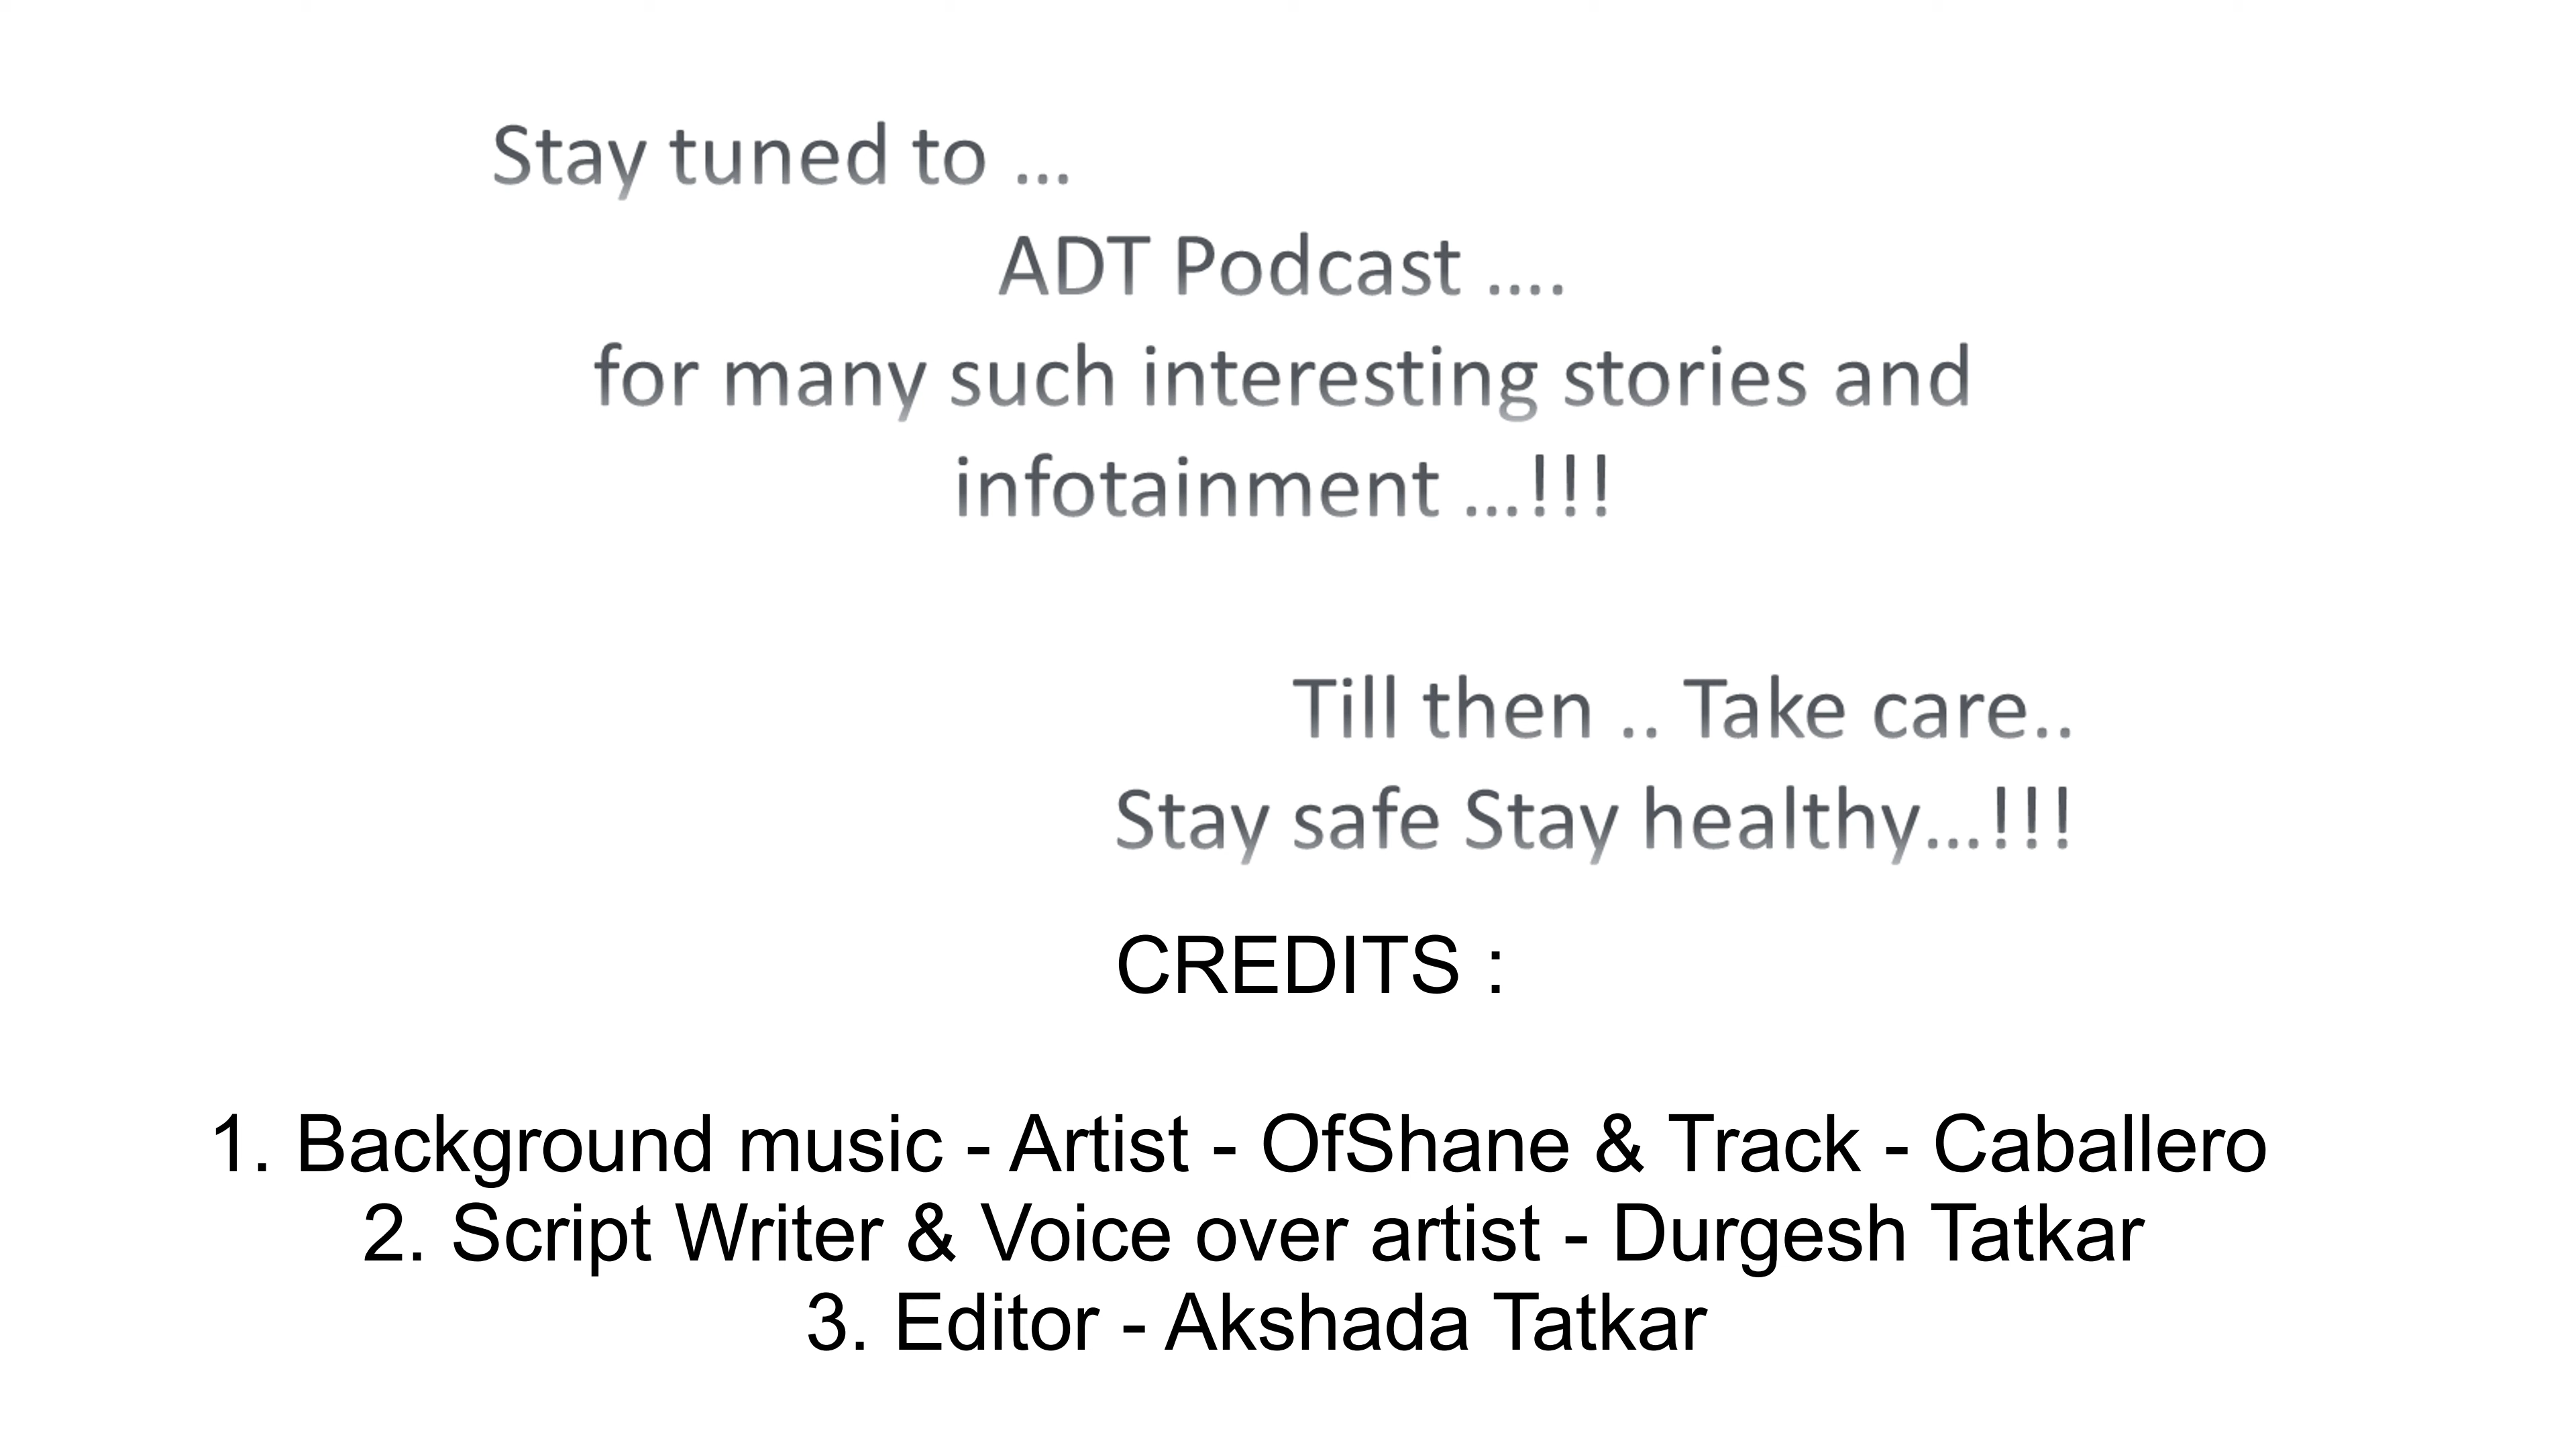 Stay tuned to ...
ADT Podcast ....
for many such interesting stories and
infotainment ...!!!
Till then .. Take care..
Stay safe Stay healthy...!!!
CREDITS :
1. Background music - Artist - OfShane & Track - Caballero
2. Script Writer & Voice over artist - Durgesh Tatkar
3. Editor - Akshada Tatkar